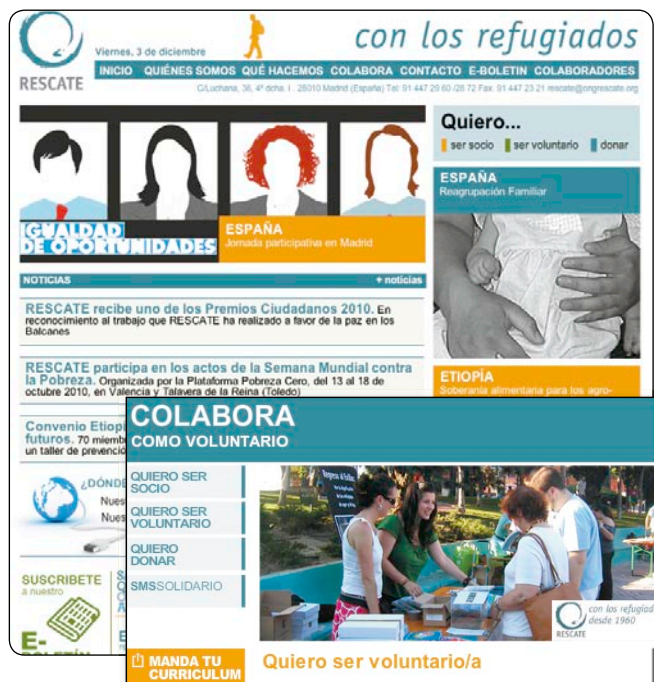 RESCATE
Viernes, 3 de diciembre
con los refugiados
INICIO QUIÉNES SOMOS QUÉ HACEMOS COLABORA CONTACTO E-BOLETIN COLABORADORES
C/Luchana, 36, 4º dcha. I . 28010 Madrid (España) Tel: 91 447 29 60 /28 72 Fax: 91 447 23 21 rescate@ongrescate.org
IGUALDAD
DE OPORTUNIDADES
ESPAÑA
Jornada participativa en Madrid
Quiero...
ser socio ser voluntario donar
ESPAÑA
Reagrupación Familiar
NOTICIAS + noticias
RESCATE recibe uno de los Premios Ciudadanos 2010. En
reconocimiento al trabajo que RESCATE ha realizado a favor de la paz en los
Balcanes
RESCATE participa en los actos de la Semana Mundial contra
la Pobreza. Organizada por la Plataforma Pobreza Cero, del 13 al 18 de
octubre 2010, en Valencia y Talavera de la Reina (Toledo)
ETIOPÍA
Soberanía alimentaria para los agro-
Convenio Etiopí
futuros. 70 miemb
un taller de prevenció
¿DÓNDE
Nues
Nues
SUSCRIBETE
a nuestro
E-
COLABORA
COMO VOLUNTARIO
QUIERO SER
SOCIO
QUIERO SER
VOLUNTARIO
QUIERO
DONAR
SMSSOLIDARIO
con los refugiad
desde 1960
RESCATE
MANDA TU
CURRICULUM
Quiero ser voluntario/a